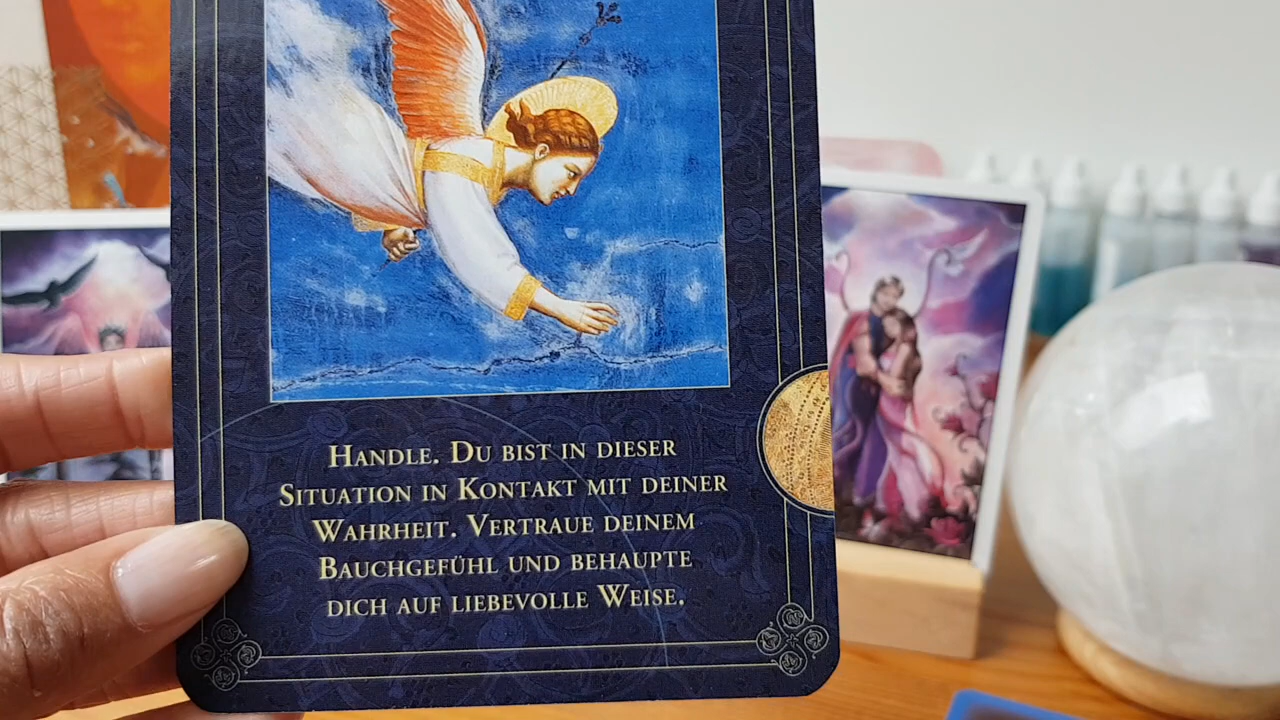 Handle. Du bist in dieser
Situation in Kontakt mit deiner
Wahrheit. Vertraue deinem
Bauchgefühl und behaupte
dich auf liebevolle Weise.